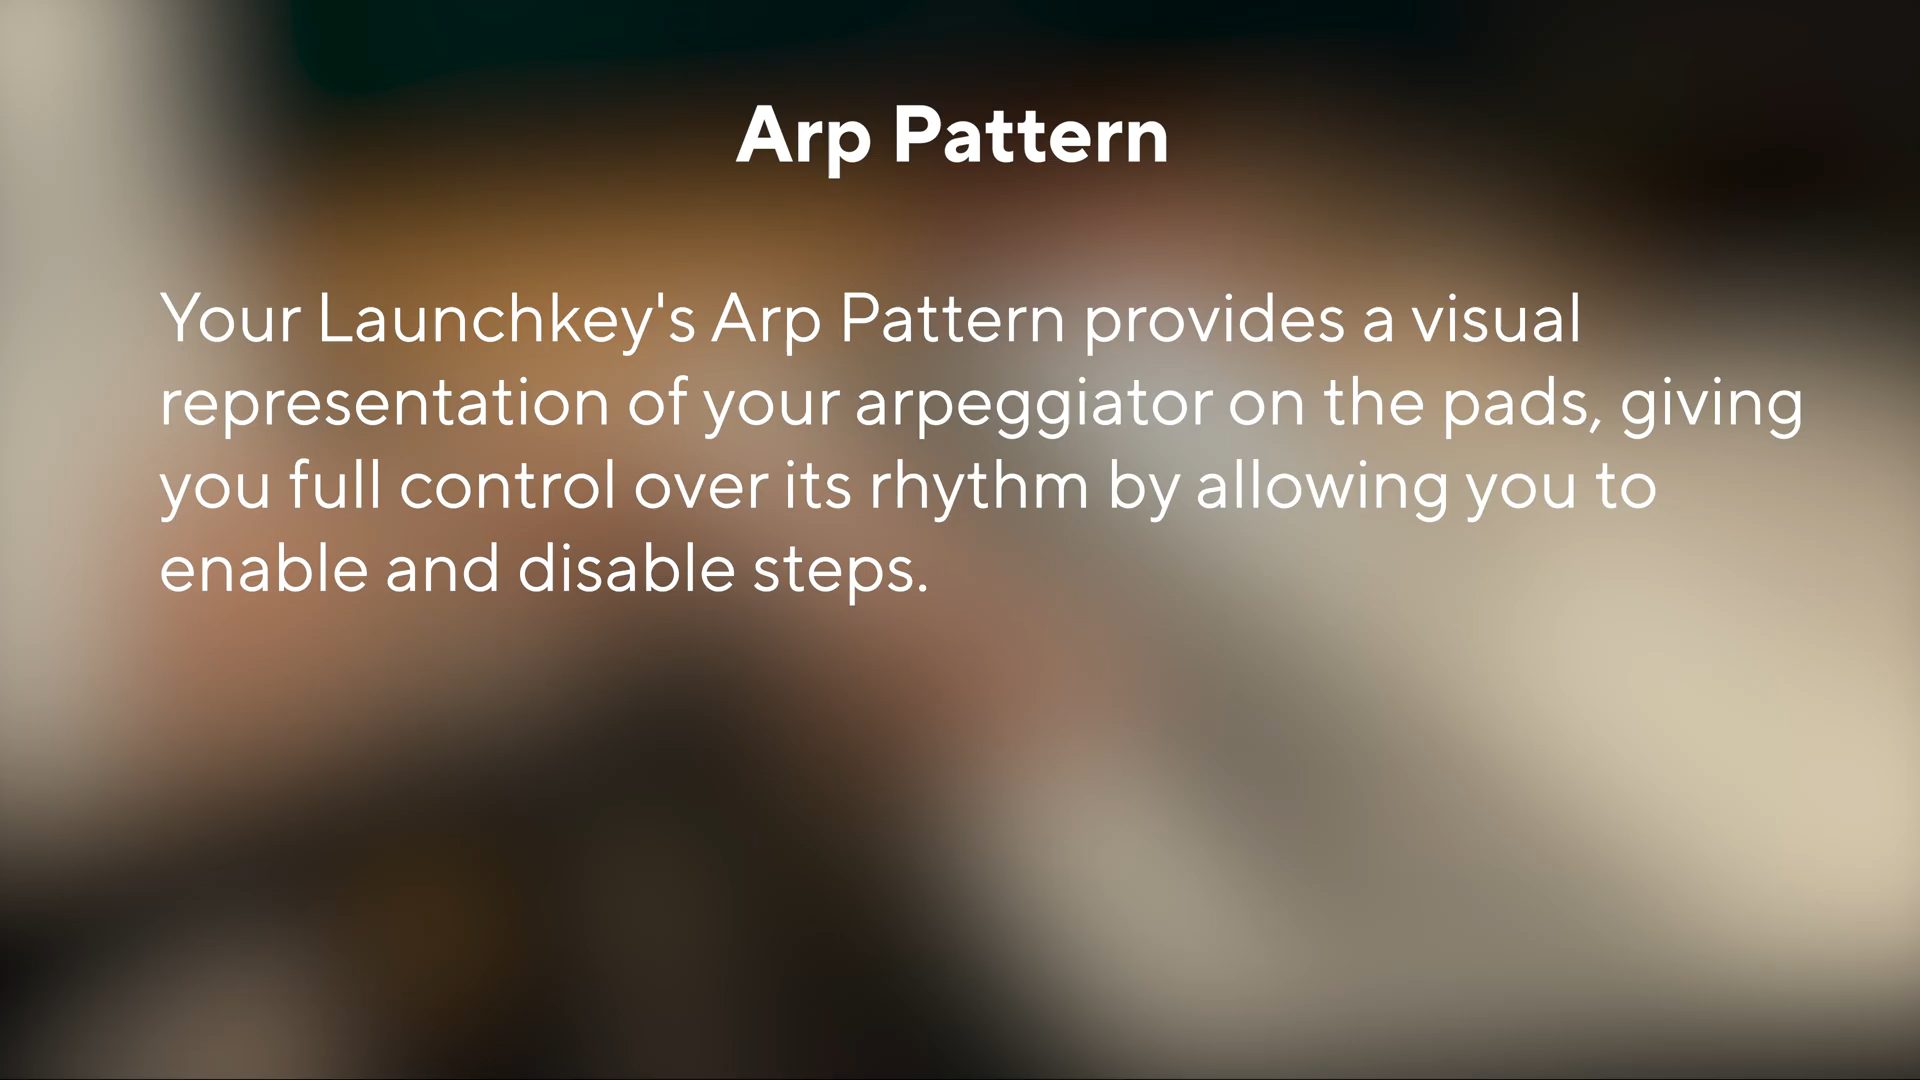 Arp Pattern
Your Launchkey's Arp Pattern provides a visual
representation of your arpeggiator on the pads, giving
you full control over its rhythm by allowing you to
enable and disable steps.